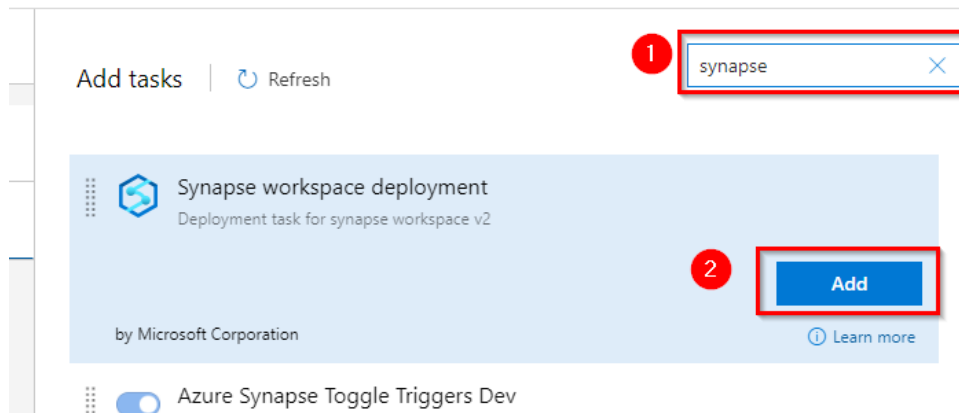 1
synapse
Add tasks
Refresh
Synapse workspace deployment
Deployment task for synapse workspace v2
2
Add
by Microsoft Corporation
Learn more
Azure Synapse Toggle Triggers Dev